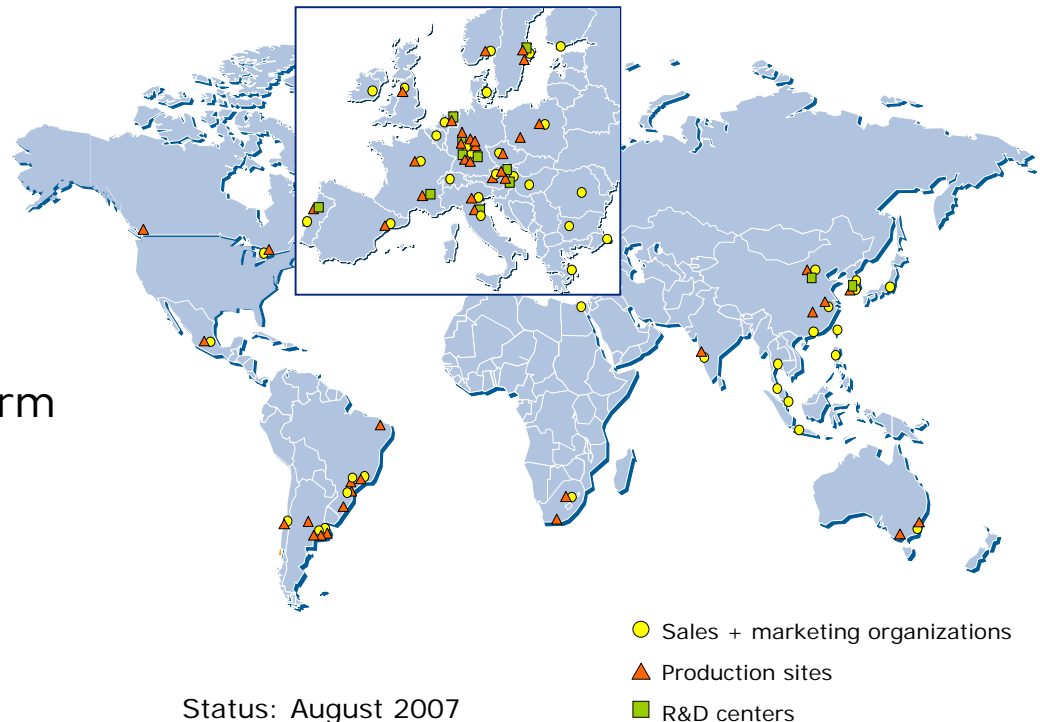 rm
Sales + marketing organizations
Production sites
Status: August 2007
R&D centers